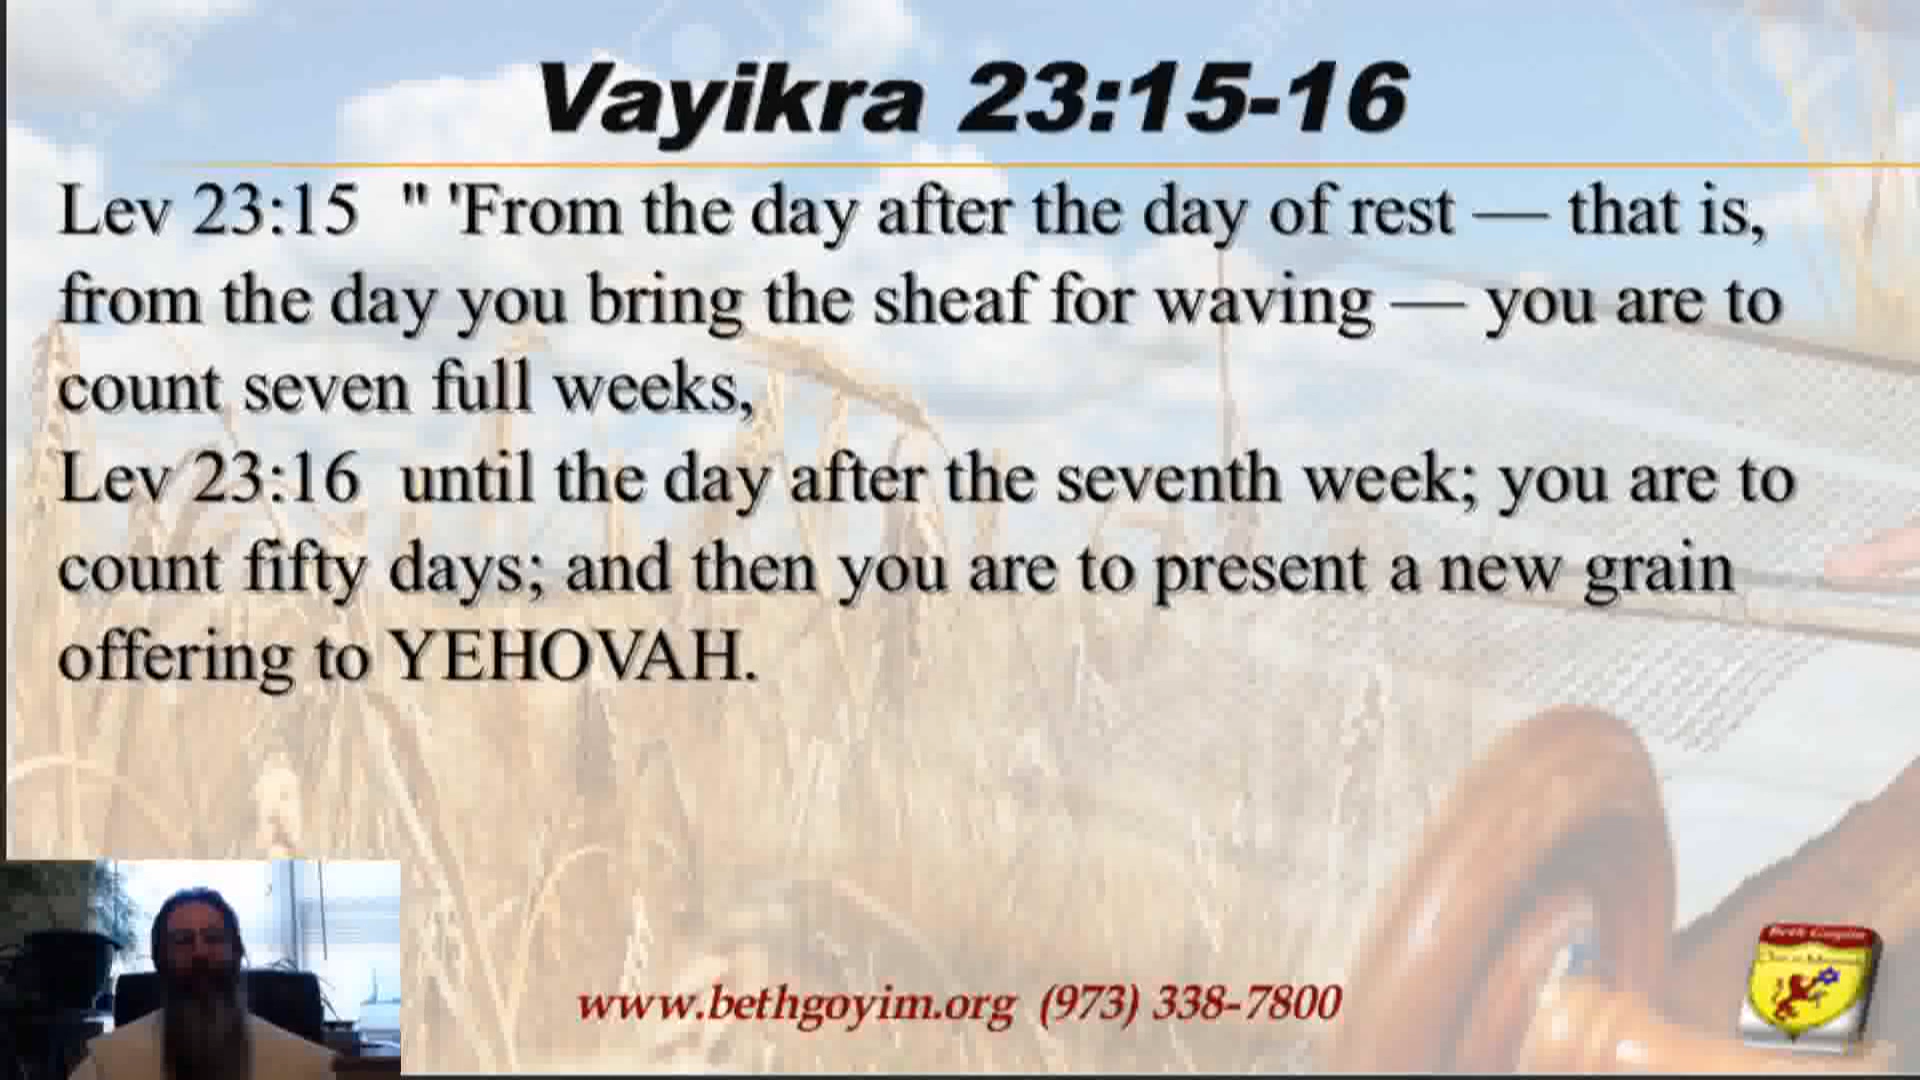 Vayikra 23:15-16
Lev 23:15  " 'From the day after the day of rest — that is,
from the day you bring the sheaf for waving — you are to
count seven full weeks,
Lev 23:16  until the day after the seventh week; you are to
count fifty days; and then you are to present a new grain
offering to YEHOVAH.
www.bethgoyim.org (973) 338-7800
Beth Goyim